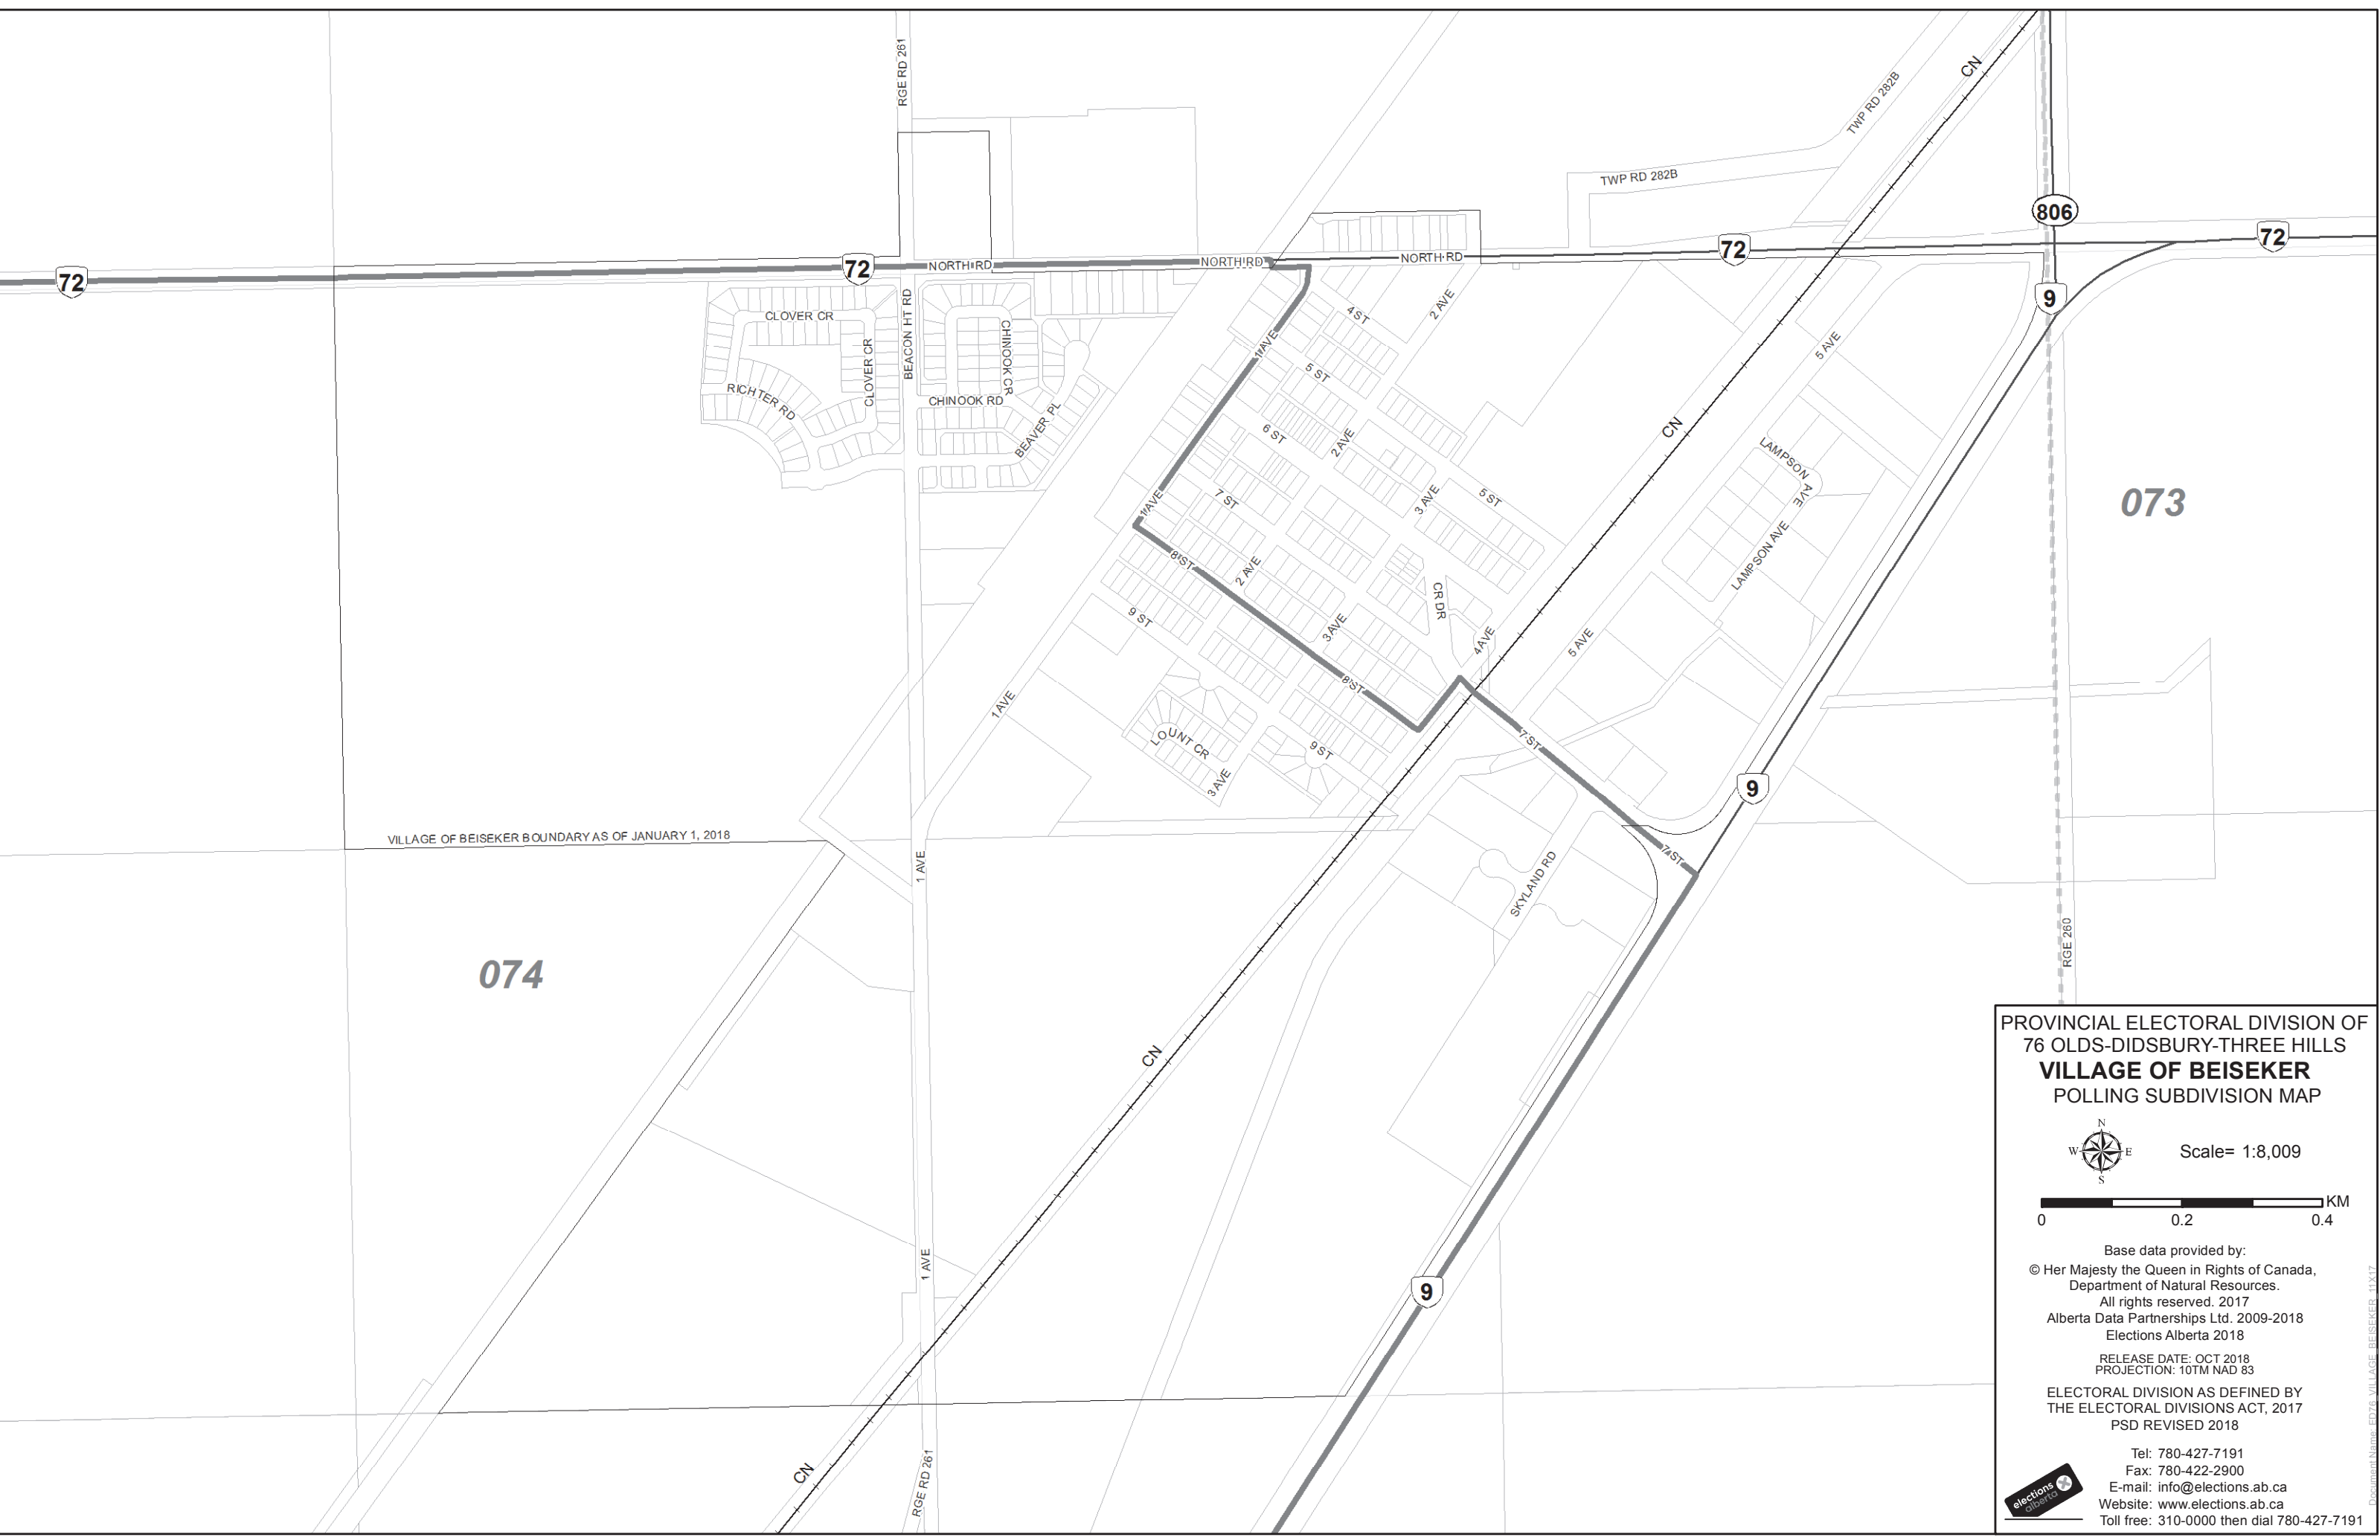 RGE RD 261
CN
TWP RD 282B
TWP RD 282B
806
72
72
72
72
NORTH RD
NORTH RD
NORTH RD
9
CLOVER CR
CLOVER CR
BEACON HT RD
CHINOOK CR
CHINOOK RD
RICHTER RD
BEAVER PL
4 ST
2 AVE
1 AVE
5 ST
5 AVE
6 ST
2 AVE
CN
LAMPSON
AVE
LAMPSON AVE
073
1 AVE
7 ST
3 AVE
5 ST
8 ST
2 AVE
CR DR
9 ST
3 AVE
4 AVE
5 AVE
8 ST
1 AVE
LOUNT CR
9 ST
3 AVE
7 ST
9
VILLAGE OF BEISEKER BOUNDARY AS OF JANUARY 1, 2018
1 AVE
7 ST
SKYLAND RD
RGE 260
074
CN
1 AVE
9
CN
RGE RD 261
PROVINCIAL ELECTORAL DIVISION OF
76 OLDS-DIDSBURY-THREE HILLS
VILLAGE OF BEISEKER
POLLING SUBDIVISION MAP
N
W E
S
Scale= 1:8,009
KM
0 0.2 0.4
Base data provided by:
© Her Majesty the Queen in Rights of Canada,
Department of Natural Resources.
All rights reserved. 2017
Alberta Data Partnerships Ltd. 2009-2018
Elections Alberta 2018
RELEASE DATE: OCT 2018
PROJECTION: 10TM NAD 83
ELECTORAL DIVISION AS DEFINED BY
THE ELECTORAL DIVISIONS ACT, 2017
PSD REVISED 2018
Tel: 780-427-7191
Fax: 780-422-2900
E-mail: info@elections.ab.ca
Website: www.elections.ab.ca
Toll free: 310-0000 then dial 780-427-7191
elections
alberta
Document Name: ED76_VILLAGE_BEISEKER_11X17